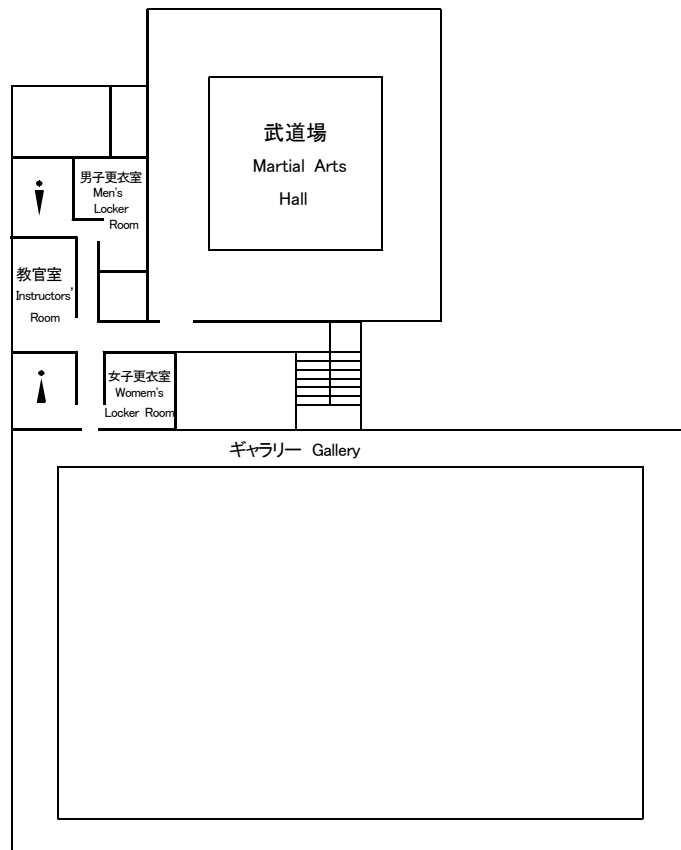 武道場
Martial Arts
Hall
男子更衣室
Men's
Locker
Room
教官室
Instructors'
Room
女子更衣室
Womem's
Locker Room
ギャラリー Gallery